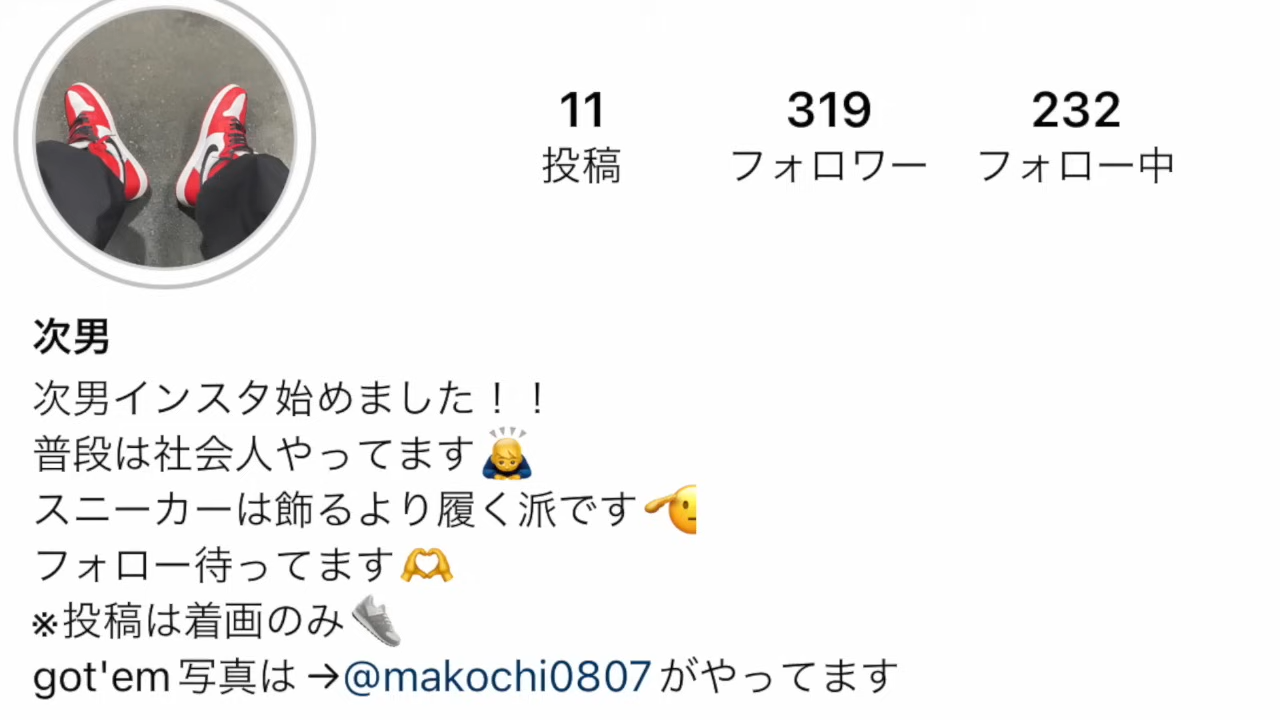 11 319 232
投稿 フォロワー フォロー中
次男
次男インスタ始めました！！
普段は社会人やってます🙇‍♂️
スニーカーは飾るより履く派です🫡
フォロー待ってます🫶
※投稿は着画のみ👟
got'em写真は→@makochi0807がやってます